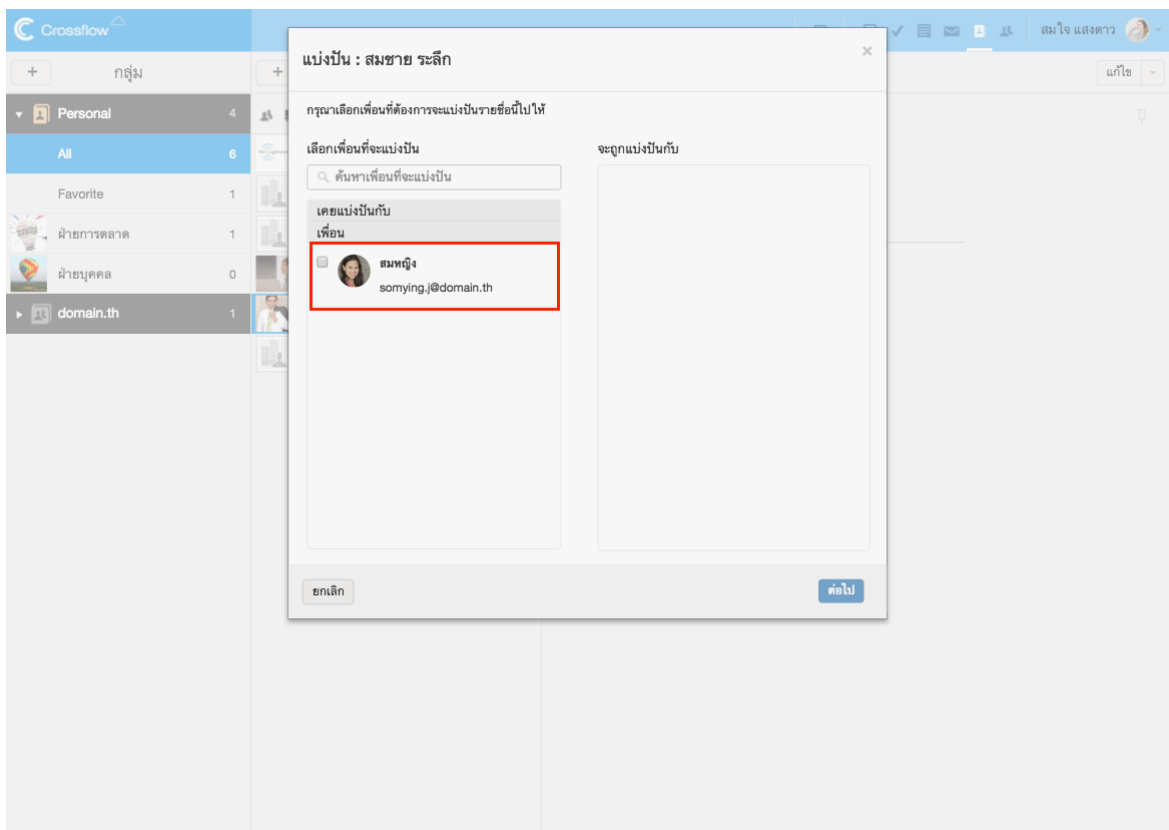 Crossflow
สมใจ แสงดาว
+ กลุ่ม
+
แก้ไข
Personal 4
All 6
Favorite 1
ฝ่ายการตลาด 1
ฝ่ายบุคคล 0
domain.th 1
แบ่งปัน : สมชาย ระลึก
×
กรุณาเลือกเพื่อนที่ต้องการจะแบ่งปันรายชื่อนี้ไปให้
เลือกเพื่อนที่จะแบ่งปัน
จะถูกแบ่งปันกับ
ค้นหาเพื่อนที่จะแบ่งปัน
เคยแบ่งปันกับ
เพื่อน
สมหญิง
somying.j@domain.th
ยกเลิก
ต่อไป